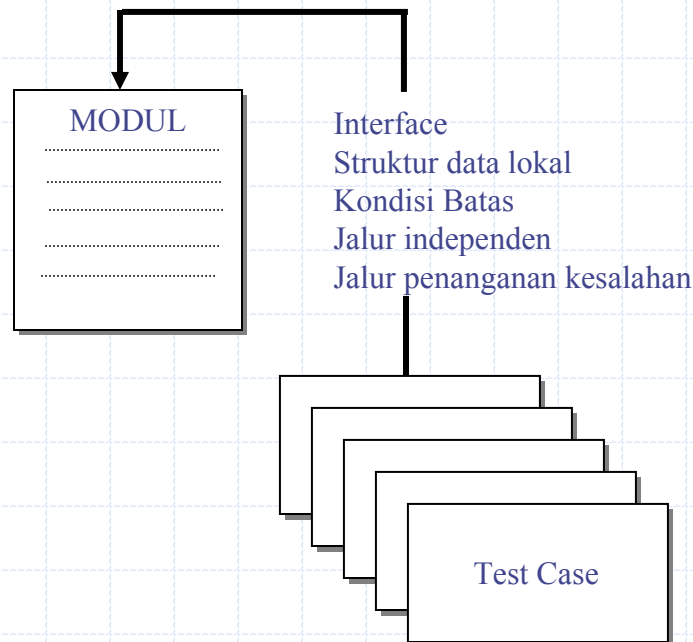 MODUL
Interface
Struktur data lokal
Kondisi Batas
Jalur independen
Jalur penanganan kesalahan
Test Case